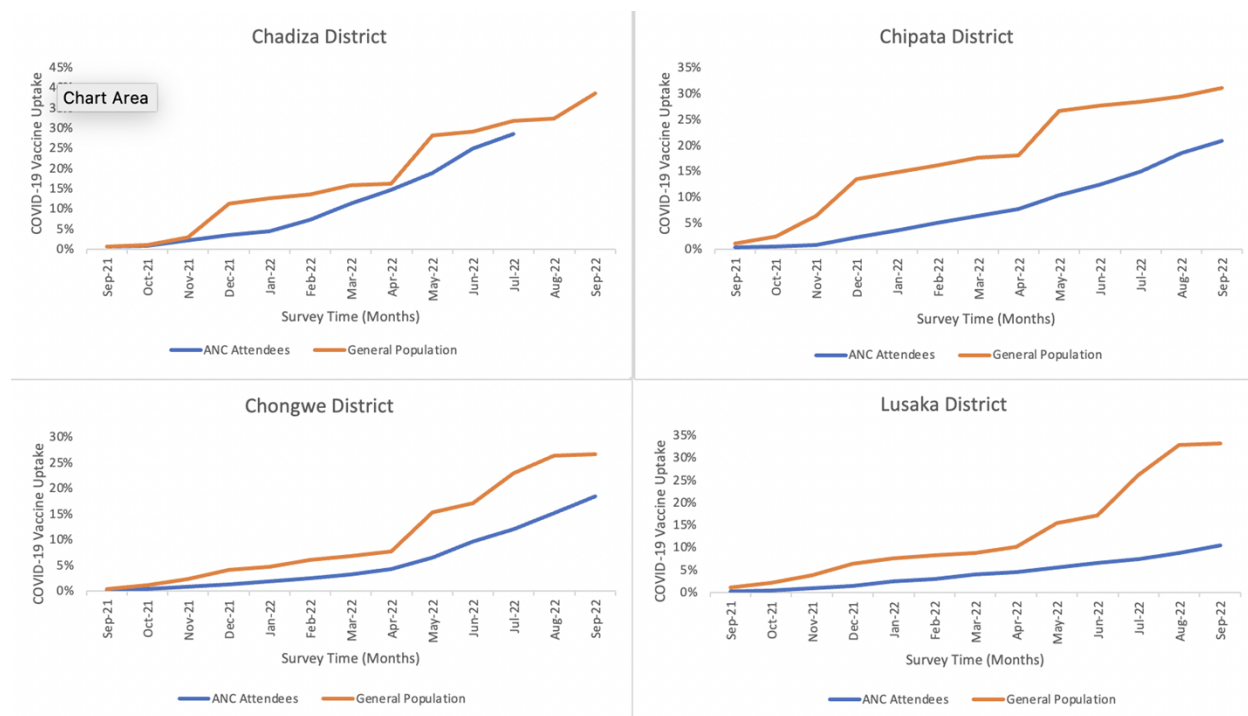 Chadiza District
COVID-19 Vaccine Uptake
45%
Chart Area
30%
25%
20%
15%
10%
5%
0%
Sep-21
Oct-21
Nov-21
Dec-21
Jan-22
Feb-22
Mar-22
Apr-22
May-22
Jun-22
Jul-22
Aug-22
Sep-22
Survey Time (Months)
ANC Attendees General Population
Chipata District
COVID-19 Vaccine Uptake
35%
30%
25%
20%
15%
10%
5%
0%
Sep-21
Oct-21
Nov-21
Dec-21
Jan-22
Feb-22
Mar-22
Apr-22
May-22
Jun-22
Jul-22
Aug-22
Sep-22
Survey Time (Months)
ANC Attendees General Population
Chongwe District
COVID-19 Vaccine Uptake
30%
25%
20%
15%
10%
5%
0%
Sep-21
Oct-21
Nov-21
Dec-21
Jan-22
Feb-22
Mar-22
Apr-22
May-22
Jun-22
Jul-22
Aug-22
Sep-22
Survey Time (Months)
ANC Attendees General Population
Lusaka District
COVID-19 Vaccine Uptake
35%
30%
25%
20%
15%
10%
5%
0%
Sep-21
Oct-21
Nov-21
Dec-21
Jan-22
Feb-22
Mar-22
Apr-22
May-22
Jun-22
Jul-22
Aug-22
Sep-22
Survey Time (Months)
ANC Attendees General Population